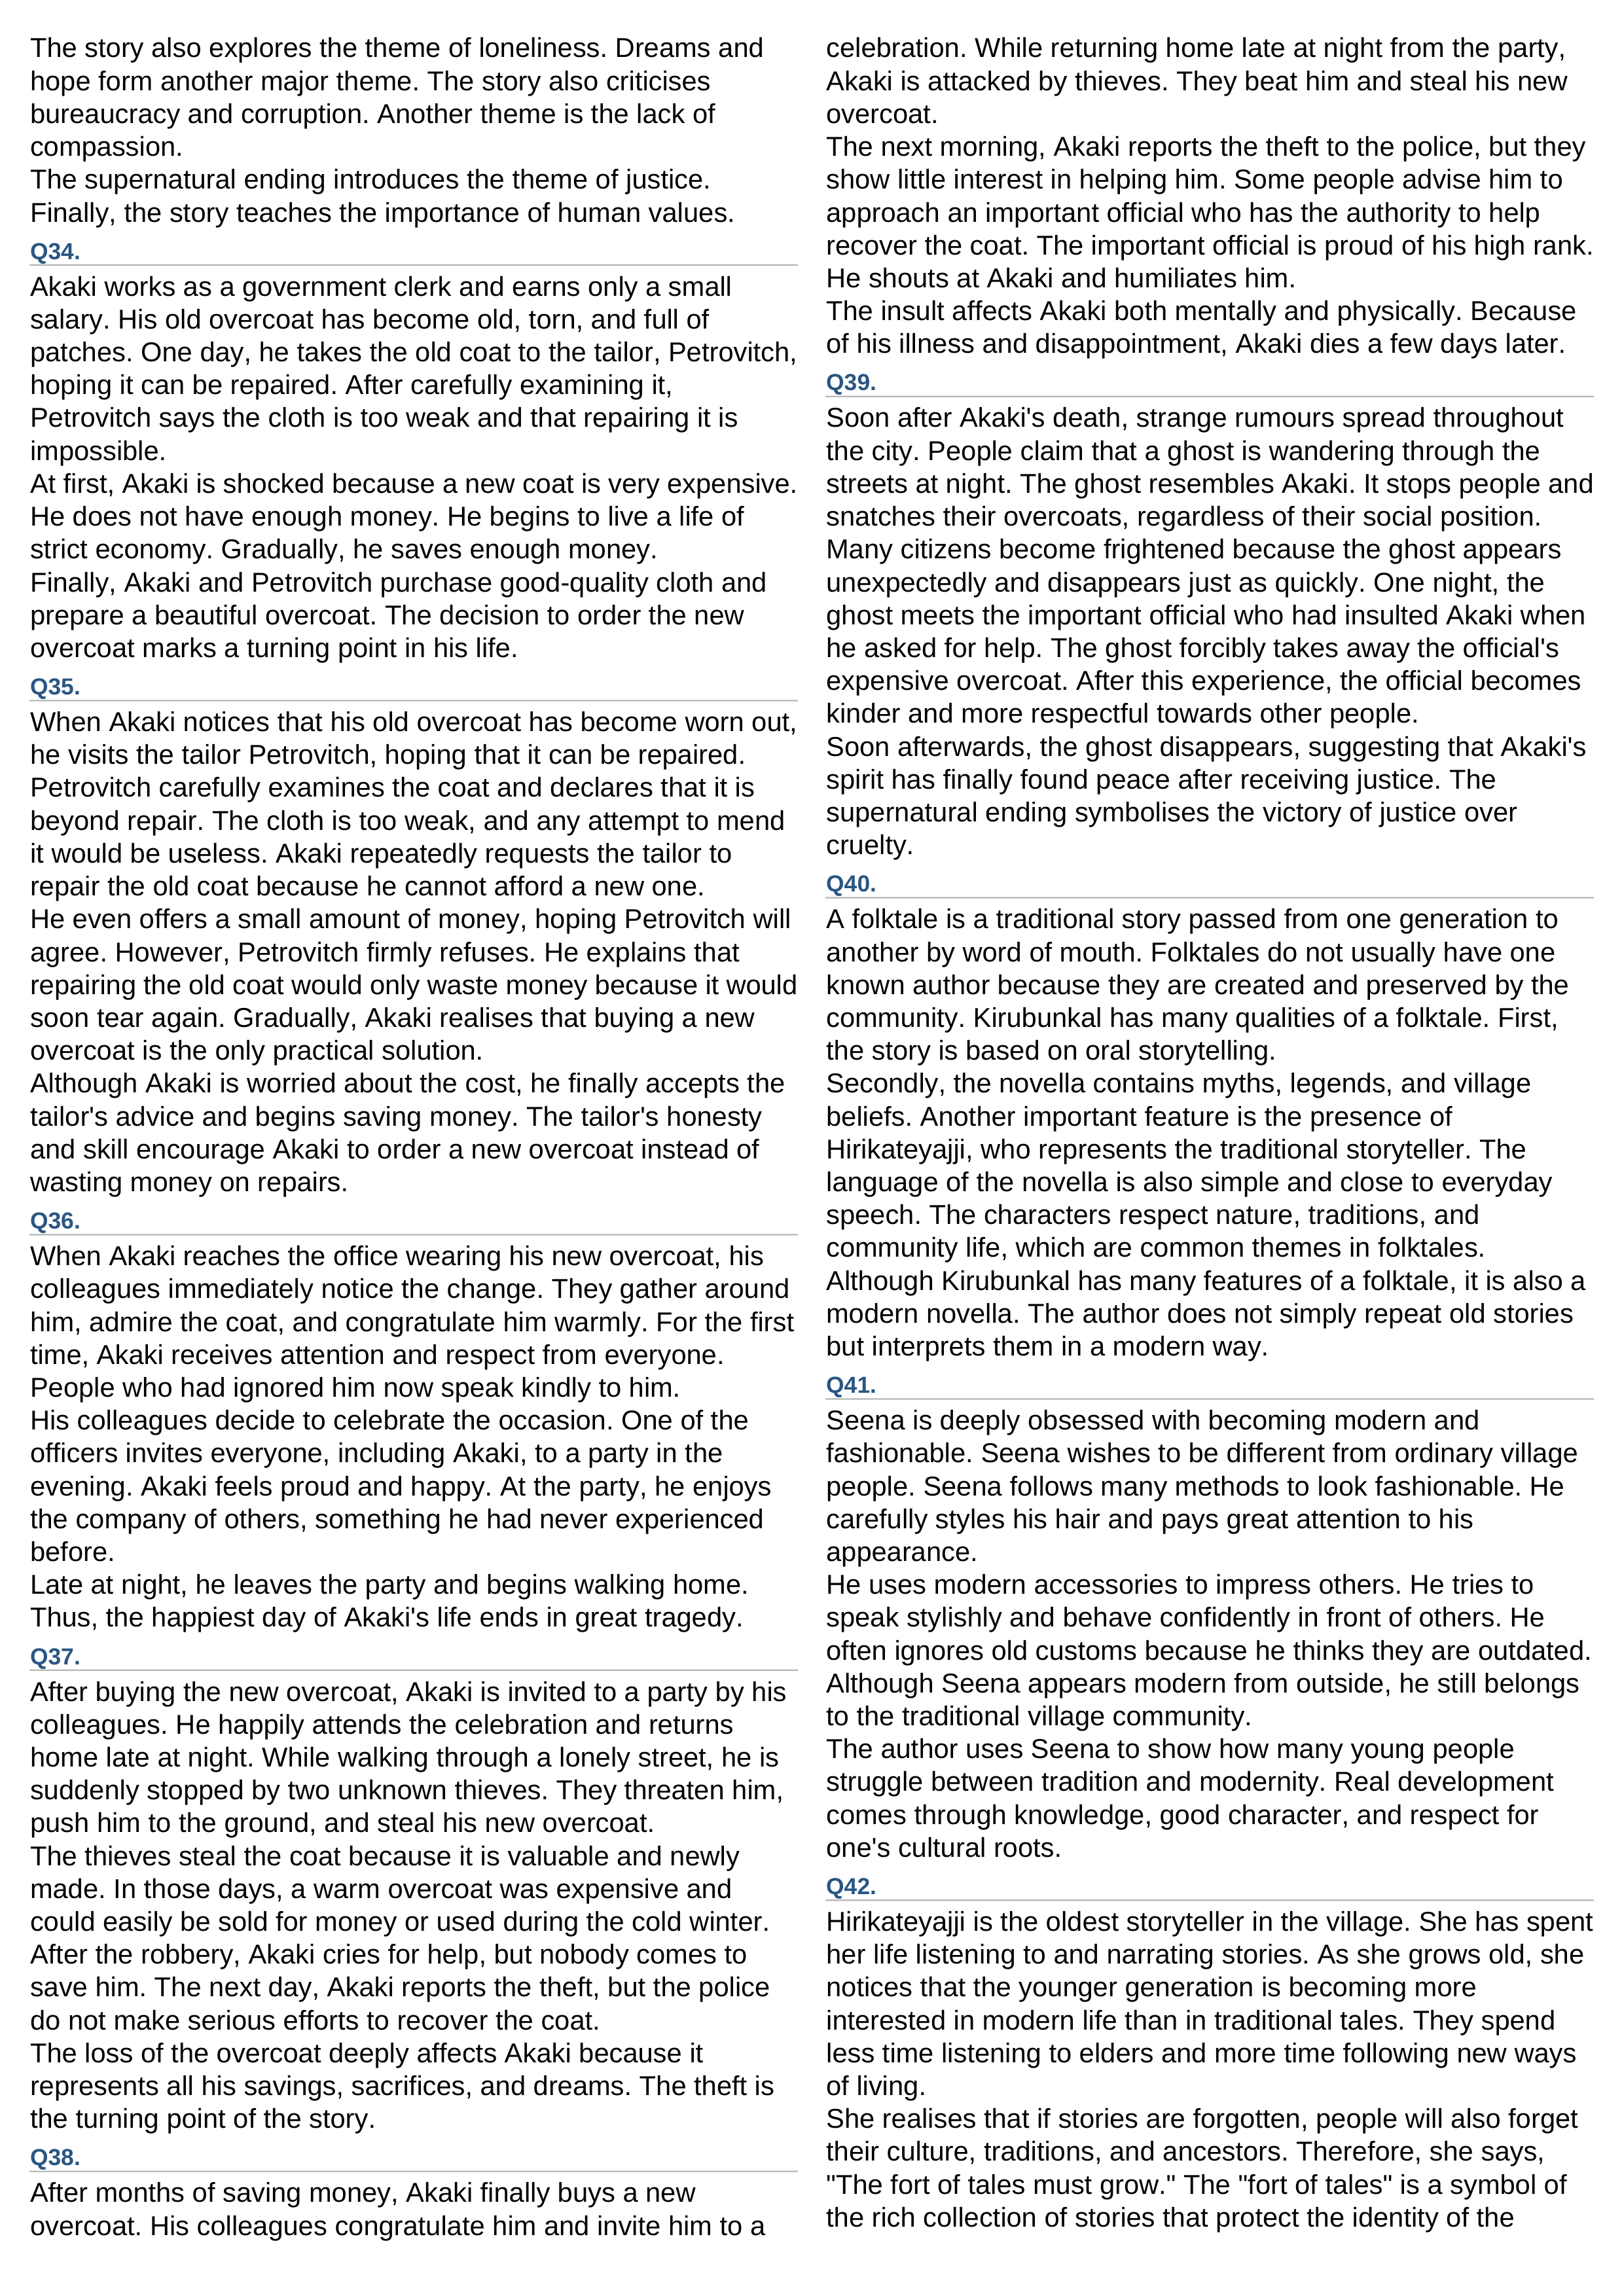 The story also explores the theme of loneliness. Dreams and
hope form another major theme. The story also criticises
bureaucracy and corruption. Another theme is the lack of
compassion.
The supernatural ending introduces the theme of justice.
Finally, the story teaches the importance of human values.
Q34.
Akaki works as a government clerk and earns only a small
salary. His old overcoat has become old, torn, and full of
patches. One day, he takes the old coat to the tailor, Petrovitch,
hoping it can be repaired. After carefully examining it,
Petrovitch says the cloth is too weak and that repairing it is
impossible.
At first, Akaki is shocked because a new coat is very expensive.
He does not have enough money. He begins to live a life of
strict economy. Gradually, he saves enough money.
Finally, Akaki and Petrovitch purchase good-quality cloth and
prepare a beautiful overcoat. The decision to order the new
overcoat marks a turning point in his life.
Q35.
When Akaki notices that his old overcoat has become worn out,
he visits the tailor Petrovitch, hoping that it can be repaired.
Petrovitch carefully examines the coat and declares that it is
beyond repair. The cloth is too weak, and any attempt to mend
it would be useless. Akaki repeatedly requests the tailor to
repair the old coat because he cannot afford a new one.
He even offers a small amount of money, hoping Petrovitch will
agree. However, Petrovitch firmly refuses. He explains that
repairing the old coat would only waste money because it would
soon tear again. Gradually, Akaki realises that buying a new
overcoat is the only practical solution.
Although Akaki is worried about the cost, he finally accepts the
tailor's advice and begins saving money. The tailor's honesty
and skill encourage Akaki to order a new overcoat instead of
wasting money on repairs.
Q36.
When Akaki reaches the office wearing his new overcoat, his
colleagues immediately notice the change. They gather around
him, admire the coat, and congratulate him warmly. For the first
time, Akaki receives attention and respect from everyone.
People who had ignored him now speak kindly to him.
His colleagues decide to celebrate the occasion. One of the
officers invites everyone, including Akaki, to a party in the
evening. Akaki feels proud and happy. At the party, he enjoys
the company of others, something he had never experienced
before.
Late at night, he leaves the party and begins walking home.
Thus, the happiest day of Akaki's life ends in great tragedy.
Q37.
After buying the new overcoat, Akaki is invited to a party by his
colleagues. He happily attends the celebration and returns
home late at night. While walking through a lonely street, he is
suddenly stopped by two unknown thieves. They threaten him,
push him to the ground, and steal his new overcoat.
The thieves steal the coat because it is valuable and newly
made. In those days, a warm overcoat was expensive and
could easily be sold for money or used during the cold winter.
After the robbery, Akaki cries for help, but nobody comes to
save him. The next day, Akaki reports the theft, but the police
do not make serious efforts to recover the coat.
The loss of the overcoat deeply affects Akaki because it
represents all his savings, sacrifices, and dreams. The theft is
the turning point of the story.
Q38.
After months of saving money, Akaki finally buys a new
overcoat. His colleagues congratulate him and invite him to a
celebration. While returning home late at night from the party,
Akaki is attacked by thieves. They beat him and steal his new
overcoat.
The next morning, Akaki reports the theft to the police, but they
show little interest in helping him. Some people advise him to
approach an important official who has the authority to help
recover the coat. The important official is proud of his high rank.
He shouts at Akaki and humiliates him.
The insult affects Akaki both mentally and physically. Because
of his illness and disappointment, Akaki dies a few days later.
Q39.
Soon after Akaki's death, strange rumours spread throughout
the city. People claim that a ghost is wandering through the
streets at night. The ghost resembles Akaki. It stops people and
snatches their overcoats, regardless of their social position.
Many citizens become frightened because the ghost appears
unexpectedly and disappears just as quickly. One night, the
ghost meets the important official who had insulted Akaki when
he asked for help. The ghost forcibly takes away the official's
expensive overcoat. After this experience, the official becomes
kinder and more respectful towards other people.
Soon afterwards, the ghost disappears, suggesting that Akaki's
spirit has finally found peace after receiving justice. The
supernatural ending symbolises the victory of justice over
cruelty.
Q40.
A folktale is a traditional story passed from one generation to
another by word of mouth. Folktales do not usually have one
known author because they are created and preserved by the
community. Kirubunkal has many qualities of a folktale. First,
the story is based on oral storytelling.
Secondly, the novella contains myths, legends, and village
beliefs. Another important feature is the presence of
Hirikateyajji, who represents the traditional storyteller. The
language of the novella is also simple and close to everyday
speech. The characters respect nature, traditions, and
community life, which are common themes in folktales.
Although Kirubunkal has many features of a folktale, it is also a
modern novella. The author does not simply repeat old stories
but interprets them in a modern way.
Q41.
Seena is deeply obsessed with becoming modern and
fashionable. Seena wishes to be different from ordinary village
people. Seena follows many methods to look fashionable. He
carefully styles his hair and pays great attention to his
appearance.
He uses modern accessories to impress others. He tries to
speak stylishly and behave confidently in front of others. He
often ignores old customs because he thinks they are outdated.
Although Seena appears modern from outside, he still belongs
to the traditional village community.
The author uses Seena to show how many young people
struggle between tradition and modernity. Real development
comes through knowledge, good character, and respect for
one's cultural roots.
Q42.
Hirikateyajji is the oldest storyteller in the village. She has spent
her life listening to and narrating stories. As she grows old, she
notices that the younger generation is becoming more
interested in modern life than in traditional tales. They spend
less time listening to elders and more time following new ways
of living.
She realises that if stories are forgotten, people will also forget
their culture, traditions, and ancestors. Therefore, she says,
"The fort of tales must grow." The "fort of tales" is a symbol of
the rich collection of stories that protect the identity of the